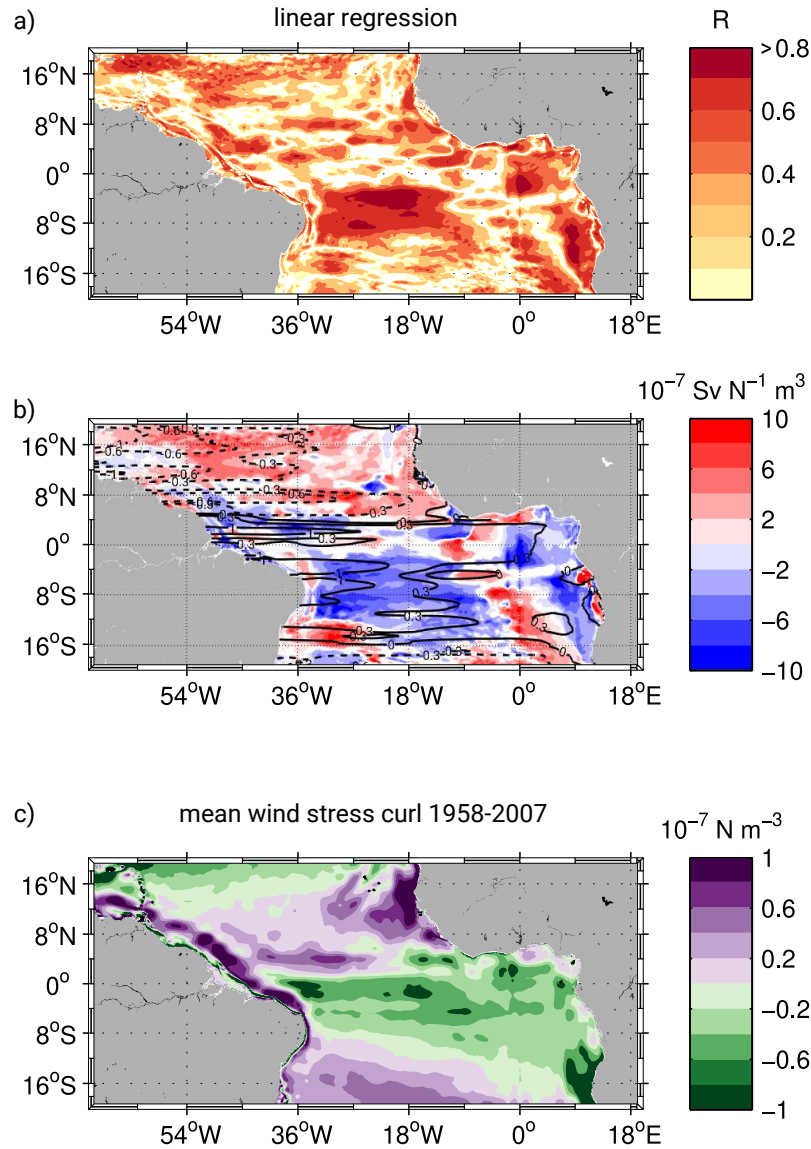 a)
linear regression
R
16°N
8°N
0°
8°S
16°S
54°W 36°W 18°W 0° 18°E
>0.8
0.6
0.4
0.2
b)
10⁻⁷ Sv N⁻¹ m³
16°N
8°N
0°
8°S
16°S
54°W 36°W 18°W 0° 18°E
10
6
2
−2
−6
−10
c)
mean wind stress curl 1958-2007
10⁻⁷ N m⁻³
16°N
8°N
0°
8°S
16°S
54°W 36°W 18°W 0° 18°E
1
0.6
0.2
−0.2
−0.6
−1